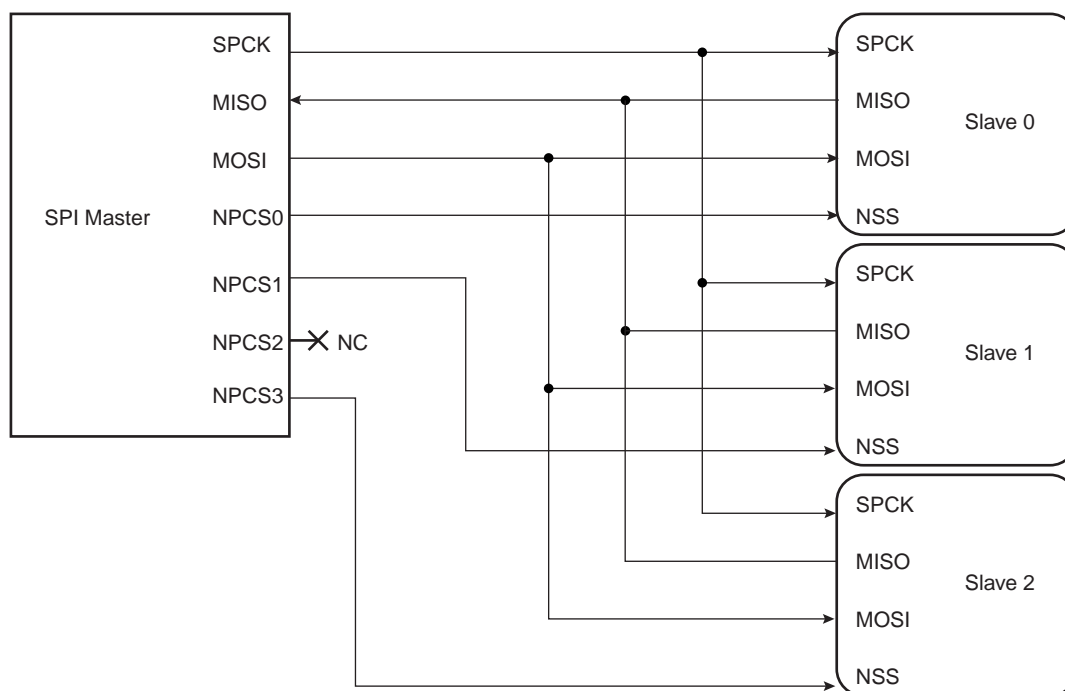 SPI Master
SPCK
MISO
MOSI
NPCS0
NPCS1
NPCS2
NC
NPCS3
SPCK
MISO
Slave 0
MOSI
NSS
SPCK
MISO
Slave 1
MOSI
NSS
SPCK
MISO
Slave 2
MOSI
NSS